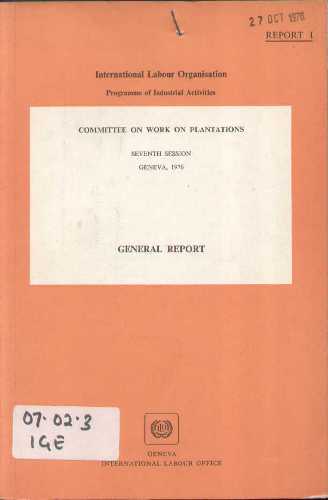 27 OCT 1976
REPORT I
International Labour Organisation
Programme of Industrial Activities
COMMITTEE ON WORK ON PLANTATIONS
SEVENTH SESSION
GENEVA, 1976
GENERAL REPORT
07.02.3
IGE
GENEVA
INTERNATIONAL LABOUR OFFICE